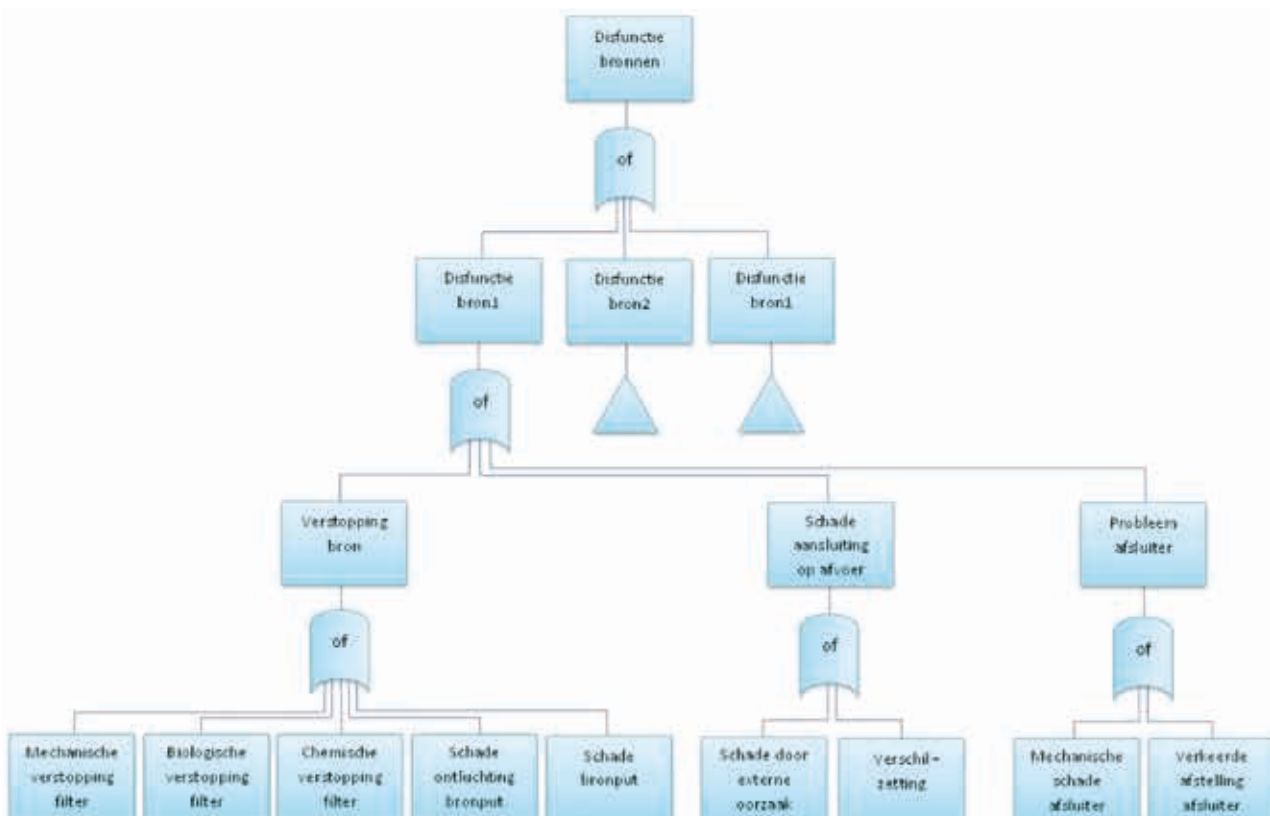 Disfunctie
bronnen
of
Disfunctie
bron1
Disfunctie
bron2
Disfunctie
bron1
of
Verstopping
bron
Schade
aansluiting
op afvoer
Probleem
afsluiter
of
of
of
Mechanische
verstopping
filter
Biologische
verstopping
filter
Chemische
verstopping
filter
Schade
ontluchting
bronput
Schade
bronput
Schade door
externe
oorzaak
Verschil-
zetting
Mechanische
schade
afsluiter
Verkeerde
afstelling
afsluiter